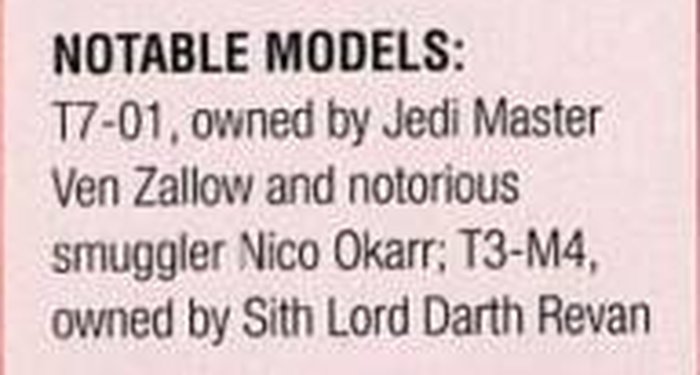 NOTABLE MODELS:
T7-01, owned by Jedi Master
Ven Zallow and notorious
smuggler Nico Okarr; T3-M4,
owned by Sith Lord Darth Revan